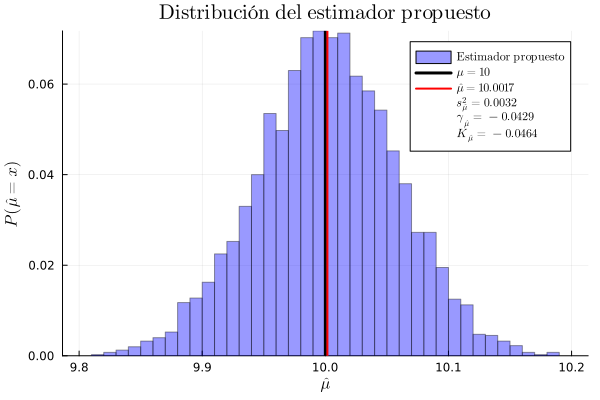 Distribución del estimador propuesto
P(μ̂ = x)
0.06
0.04
0.02
0.00
Estimador propuesto
μ = 10
μ̂ = 10.0017
s²_μ̂ = 0.0032
γ_μ̂ = −0.0429
K_μ̂ = −0.0464
9.8 9.9 10.0 10.1 10.2
μ̂